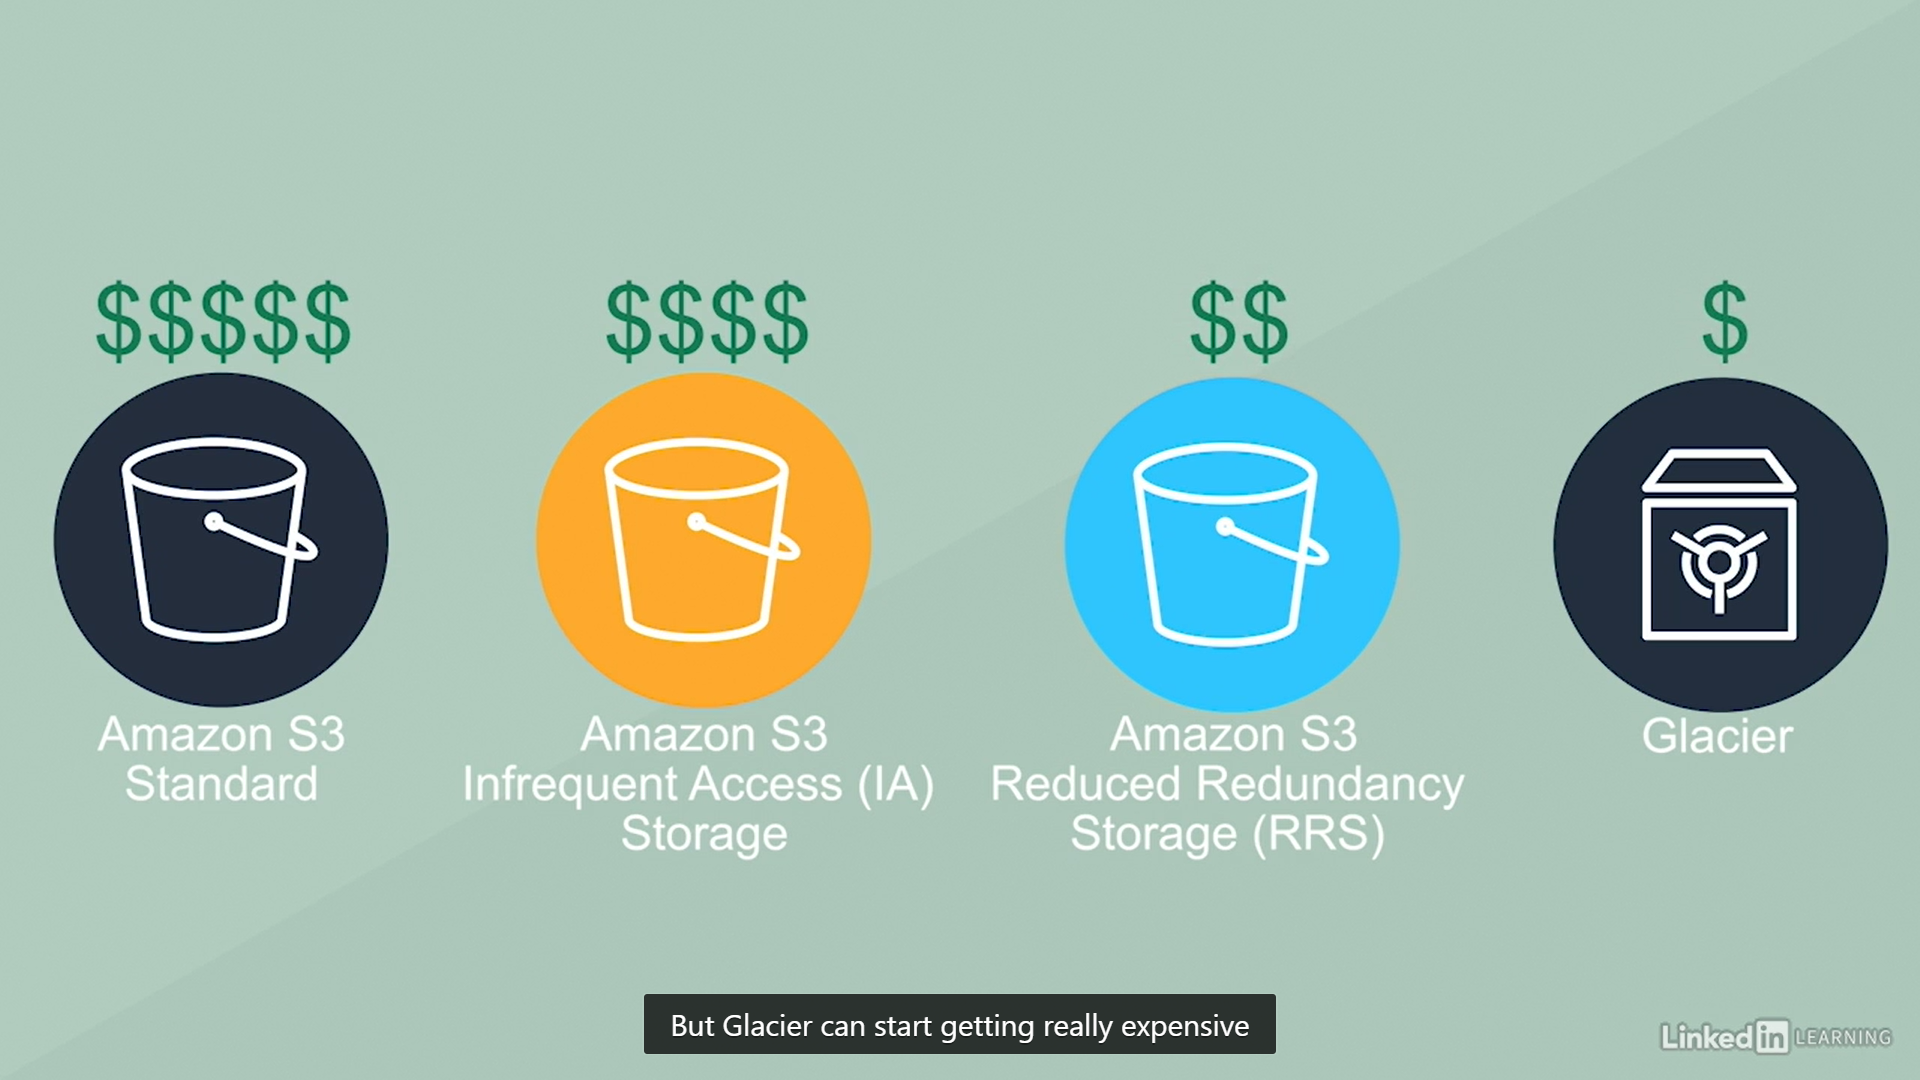 $$$$$
$$$$
$$
$
Amazon S3
Standard
Amazon S3
Infrequent Access (IA)
Storage
Amazon S3
Reduced Redundancy
Storage (RRS)
Glacier
But Glacier can start getting really expensive
Linked in LEARNING